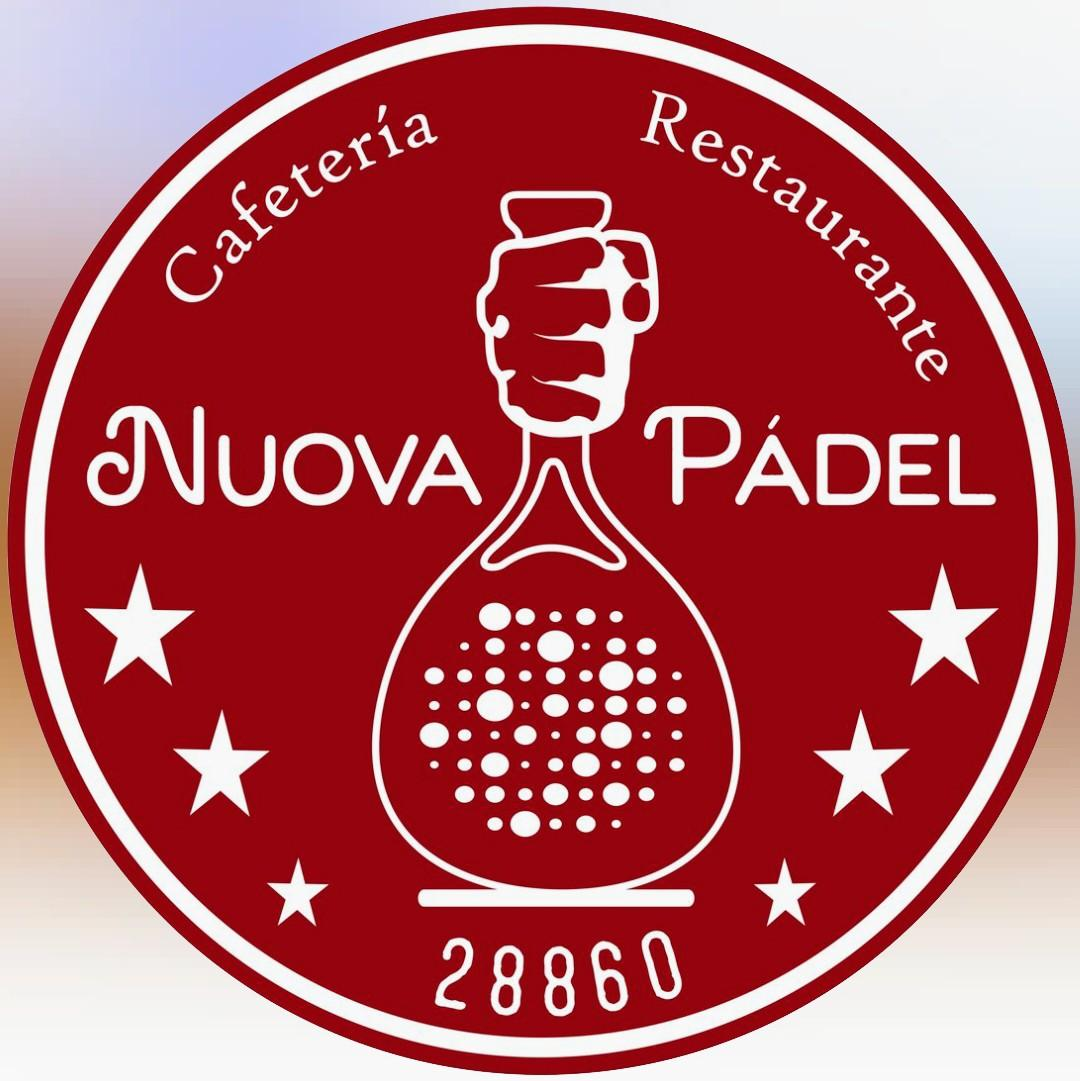 Cafetería
Restaurante
NUOVA PÁDEL
28860